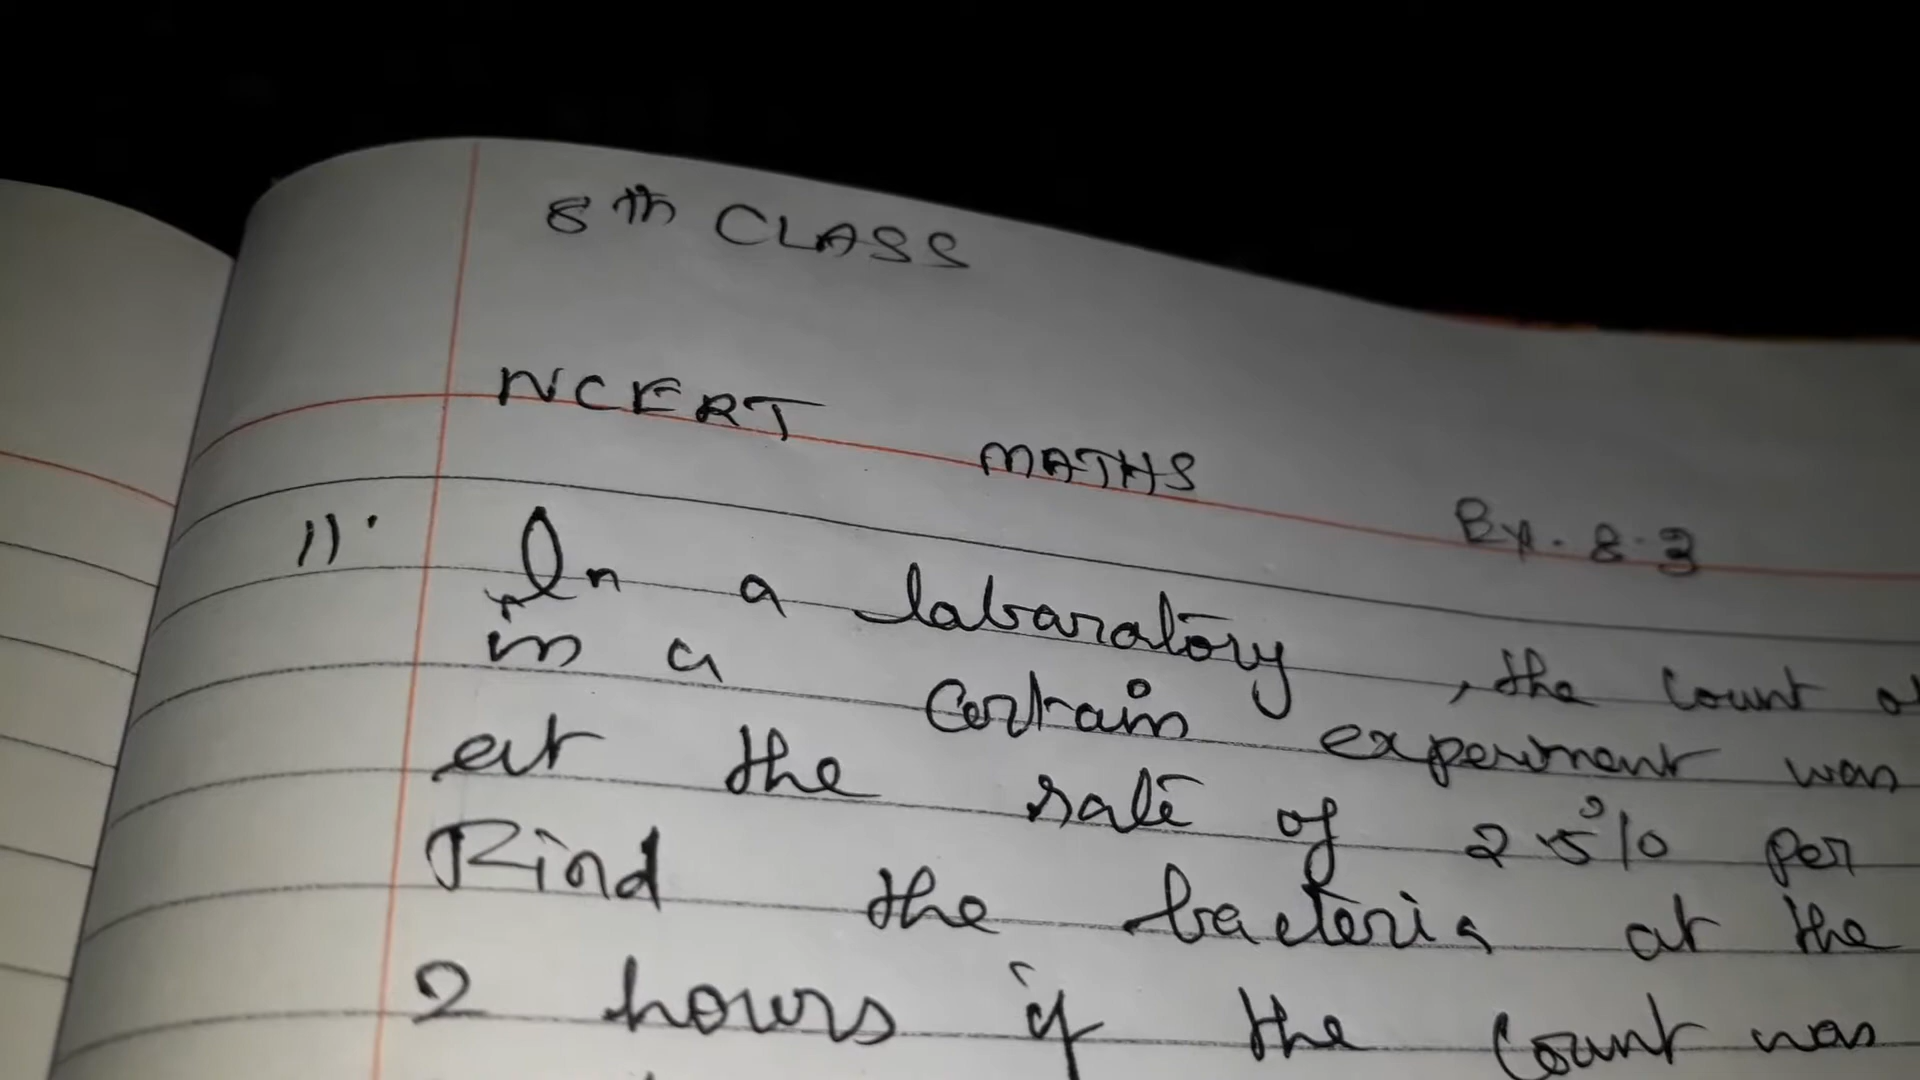 8th CLASS
NCERT MATHS Ex. 8.3
11. In a labaratory, the count of
in a certain experiment was
at the rate of 2.5% per
Find the bacteria at the
2 hours if the count was